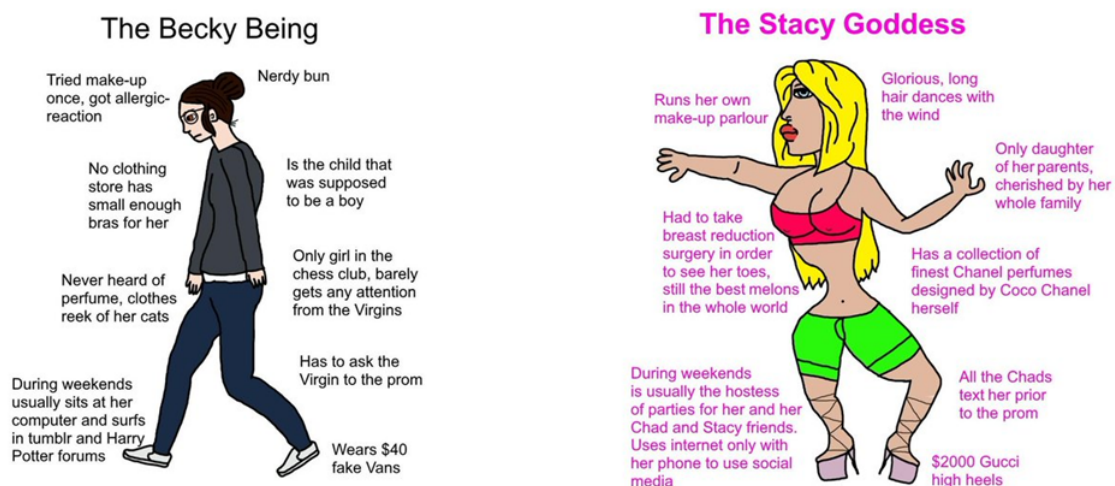 The Becky Being
Tried make-up
once, got allergic-
reaction
Nerdy bun
No clothing
store has
small enough
bras for her
Is the child that
was supposed
to be a boy
Never heard of
perfume, clothes
reek of her cats
Only girl in the
chess club, barely
gets any attention
from the Virgins
Has to ask the
Virgin to the prom
During weekends
usually sits at her
computer and surfs
in tumblr and Harry
Potter forums
Wears $40
fake Vans
The Stacy Goddess
Runs her own
make-up parlour
Glorious, long
hair dances with
the wind
Only daughter
of her parents,
cherished by her
whole family
Had to take
breast reduction
surgery in order
to see her toes,
still the best melons
in the whole world
Has a collection of
finest Chanel perfumes
designed by Coco Chanel
herself
During weekends
is usually the hostess
of parties for her and her
Chad and Stacy friends.
Uses internet only with
her phone to use social
media
All the Chads
text her prior
to the prom
$2000 Gucci
high heels